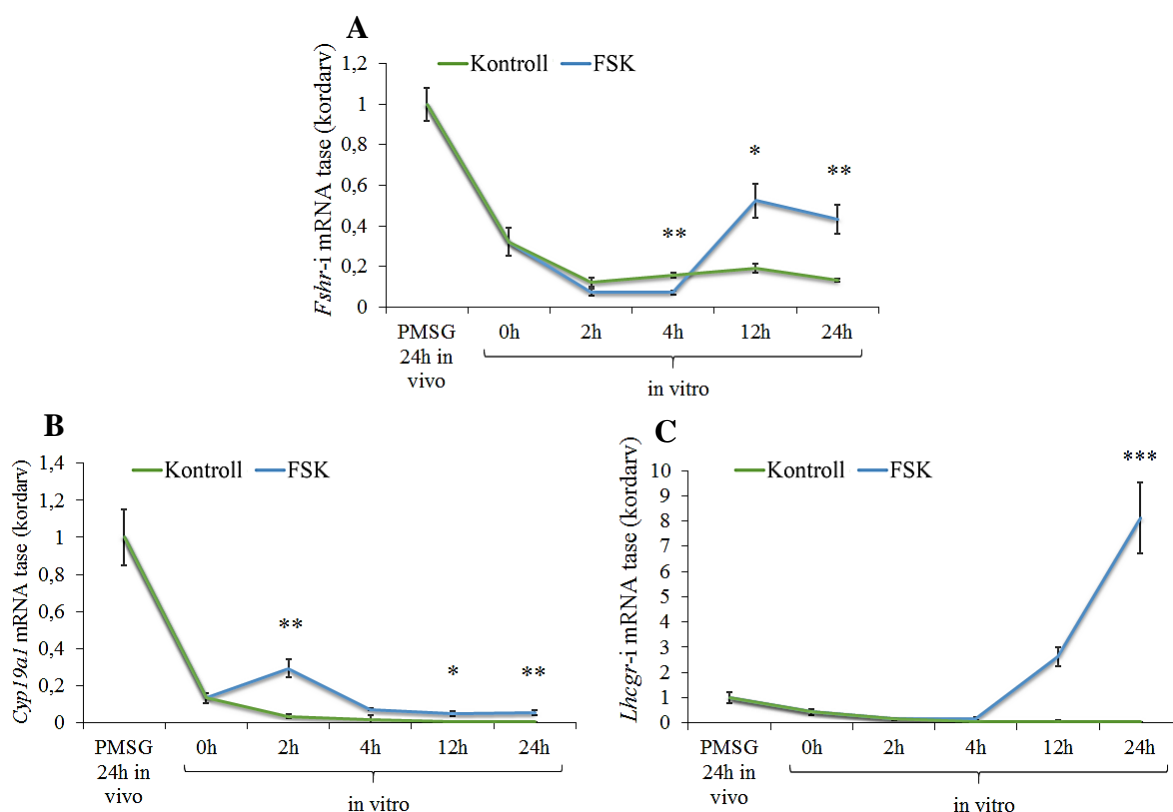 A
Kontroll FSK
Fshr-i mRNA tase (kordarv)
1,2
1
0,8
0,6
0,4
0,2
0
**
*
**
PMSG 0h 2h 4h 12h 24h
24h in
vivo
in vitro
B
Kontroll FSK
Cyp19a1 mRNA tase (kordarv)
1,4
1,2
1
0,8
0,6
0,4
0,2
0
**
*
**
PMSG 0h 2h 4h 12h 24h
24h in
vivo
in vitro
C
Kontroll FSK
Lhcgr-i mRNA tase (kordarv)
10
9
8
7
6
5
4
3
2
1
0
***
PMSG 0h 2h 4h 12h 24h
24h in
vivo
in vitro